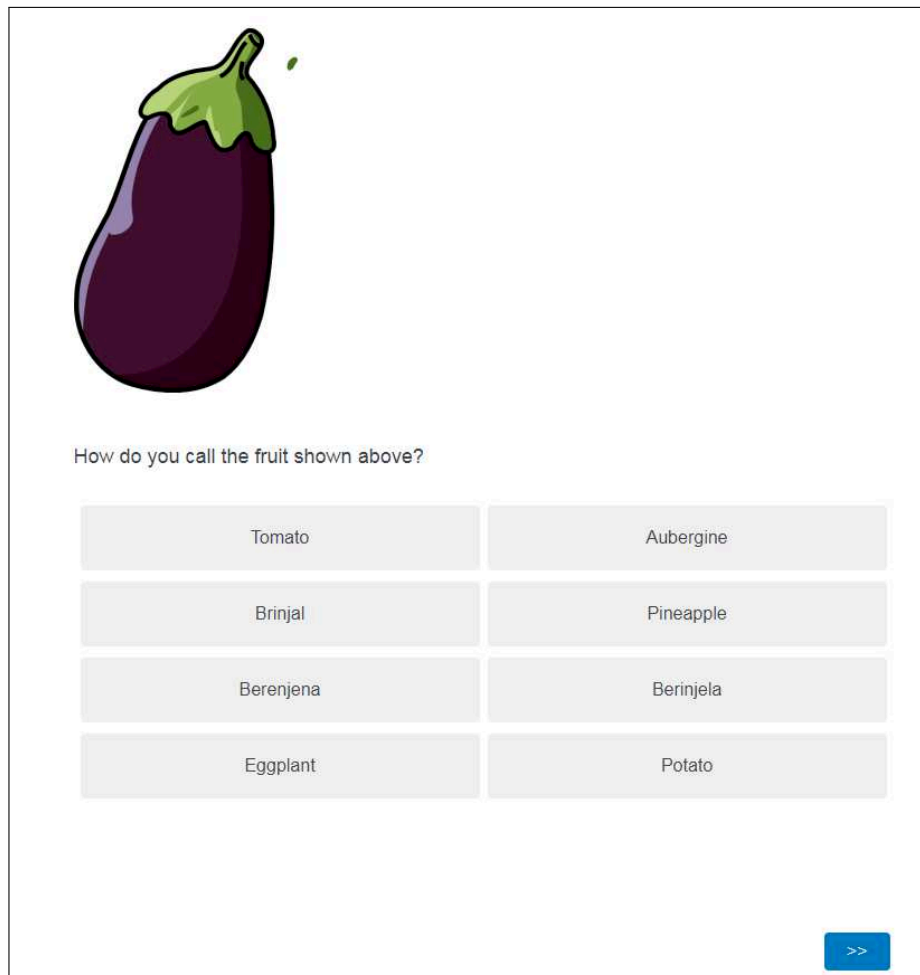 How do you call the fruit shown above?
Tomato
Aubergine
Brinjal
Pineapple
Berenjena
Berinjela
Eggplant
Potato
>>